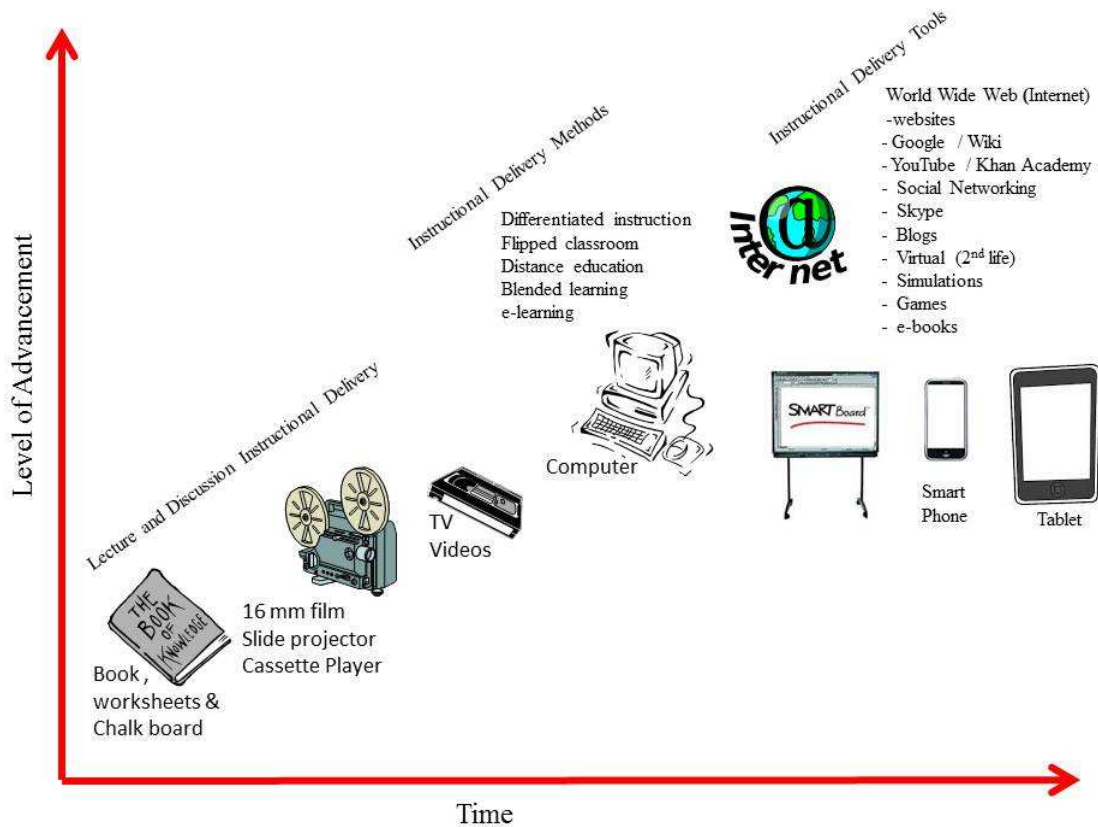 Instructional Delivery Tools
World Wide Web (Internet)
-websites
- Google / Wiki
- YouTube / Khan Academy
- Social Networking
- Skype
- Blogs
- Virtual (2nd life)
- Simulations
- Games
- e-books
Instructional Delivery Methods
Differentiated instruction
Flipped classroom
Distance education
Blended learning
e-learning
@
Internet
Level of Advancement
Lecture and Discussion Instructional Delivery
THE
BOOK
OF
KNOWLEDGE
Book ,
worksheets &
Chalk board
16 mm film
Slide projector
Cassette Player
TV
Videos
Computer
SMART Board
Smart
Phone
Tablet
Time